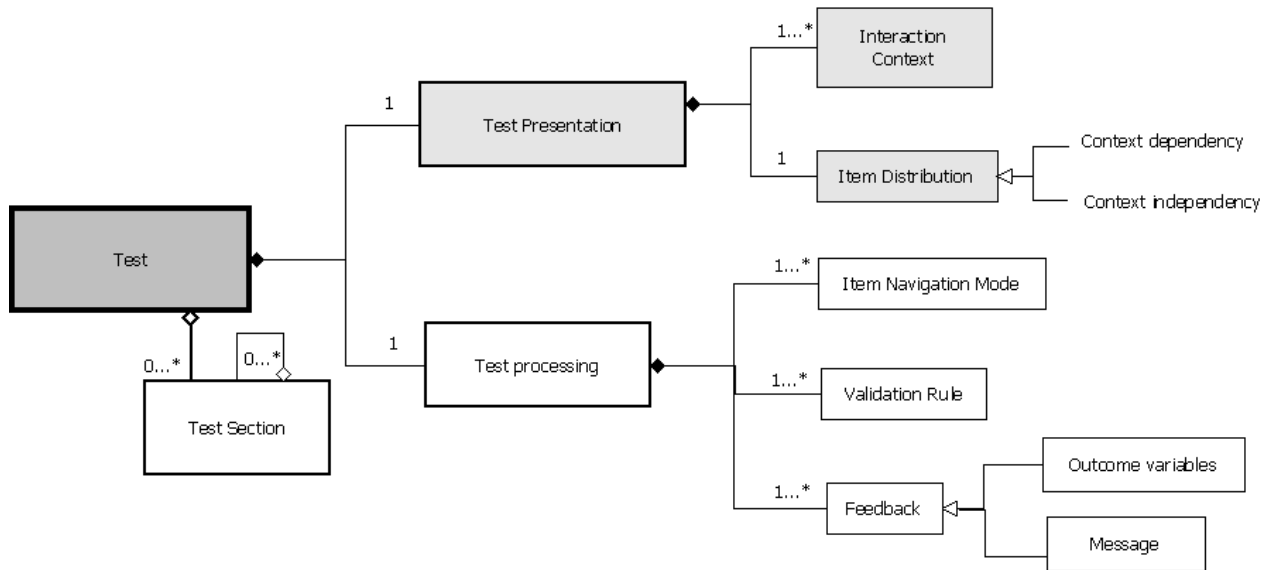 1...*
Interaction
Context
1
Test Presentation
1
Item Distribution
Context dependency
Context independency
Test
1...*
Item Navigation Mode
0...*
0...*
1
Test processing
1...*
Validation Rule
Test Section
Outcome variables
1...*
Feedback
Message